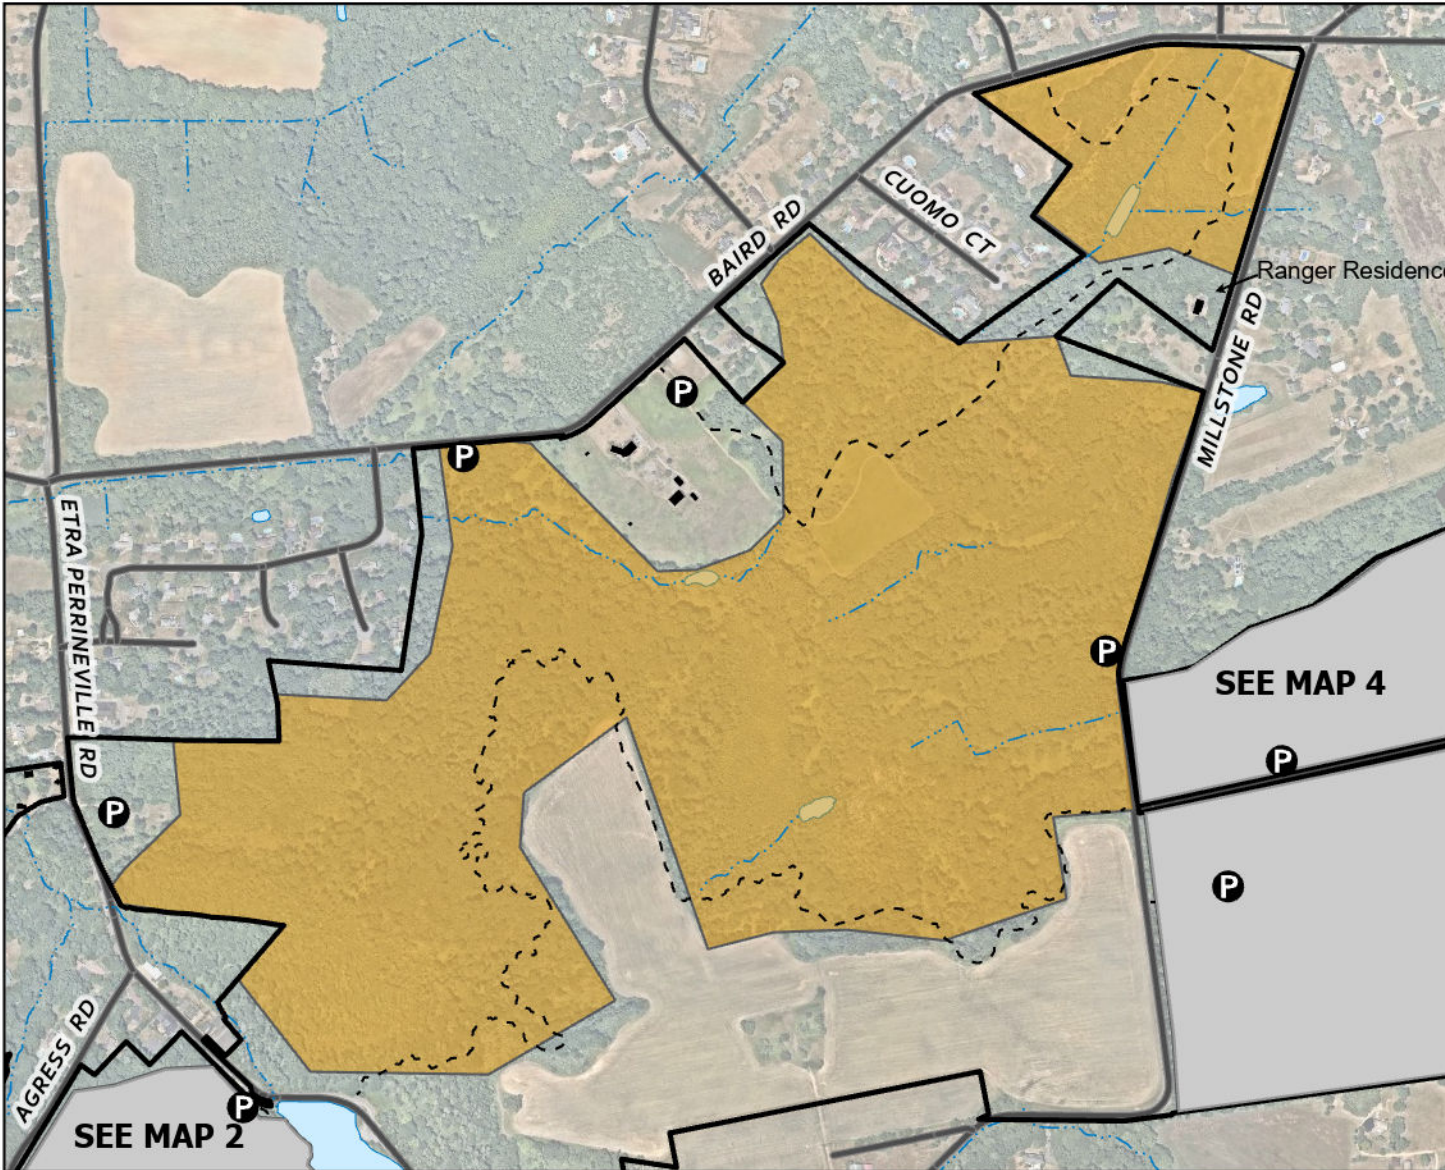 CUOMO CT
BAIRD RD
Ranger Residence
MILLSTONE RD
P
P
ETRA PERRINEVILLE RD
P
SEE MAP 4
P
P
P
AGRESS RD
P
SEE MAP 2